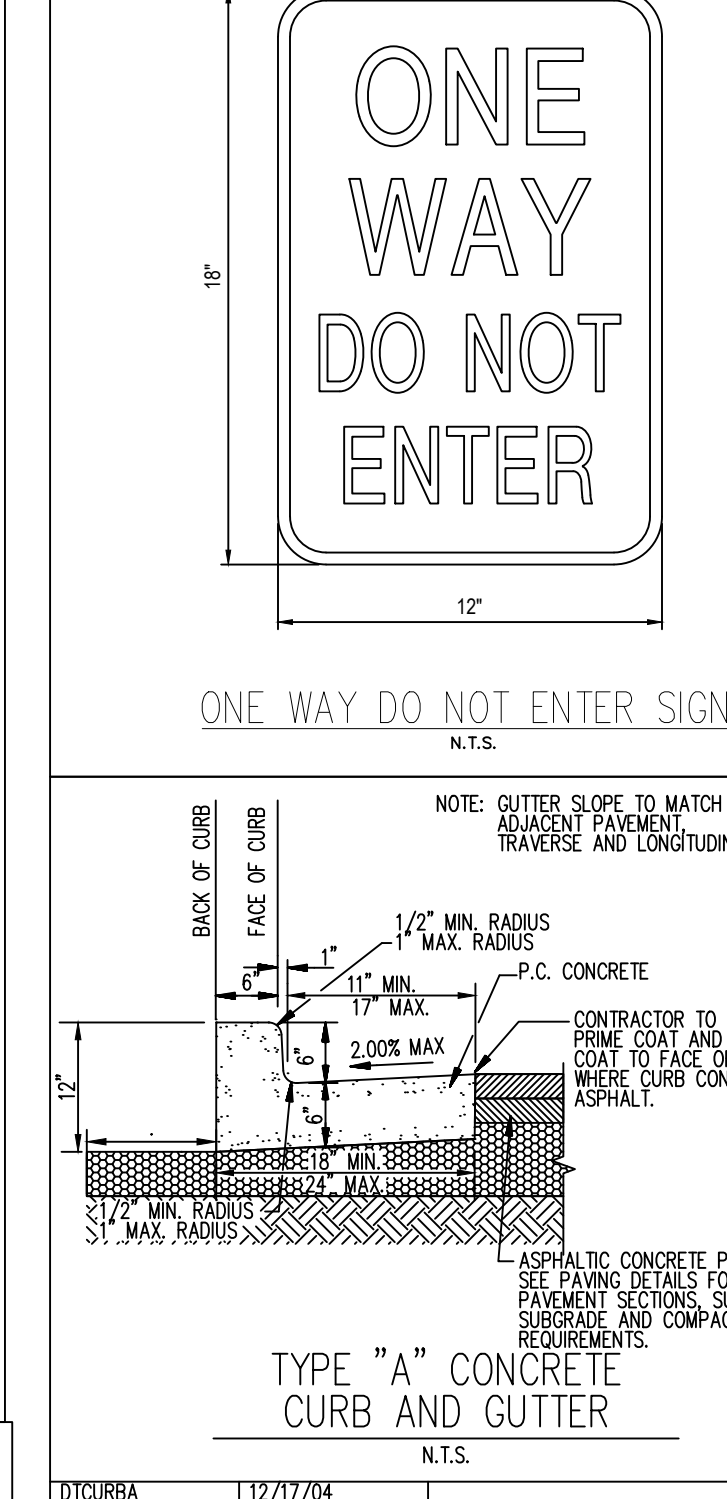 ONE
WAY
DO NOT
ENTER
18"
12"
ONE WAY DO NOT ENTER SIGN
N.T.S.
NOTE: GUTTER SLOPE TO MATCH
ADJACENT PAVEMENT,
TRAVERSE AND LONGITUDIN
BACK OF CURB
FACE OF CURB
1/2" MIN. RADIUS
1" MAX. RADIUS
1"
6"
11" MIN.
17" MAX.
P.C. CONCRETE
CONTRACTOR TO
PRIME COAT AND
COAT TO FACE O
WHERE CURB CON
ASPHALT.
2.00% MAX
6"
12"
6"
18" MIN.
24" MAX.
1/2" MIN. RADIUS
1" MAX. RADIUS
ASPHALTIC CONCRETE P
SEE PAVING DETAILS FO
PAVEMENT SECTIONS, SU
SUBGRADE AND COMPAC
REQUIREMENTS.
TYPE "A" CONCRETE
CURB AND GUTTER
N.T.S.
DTCURBA
12/17/04